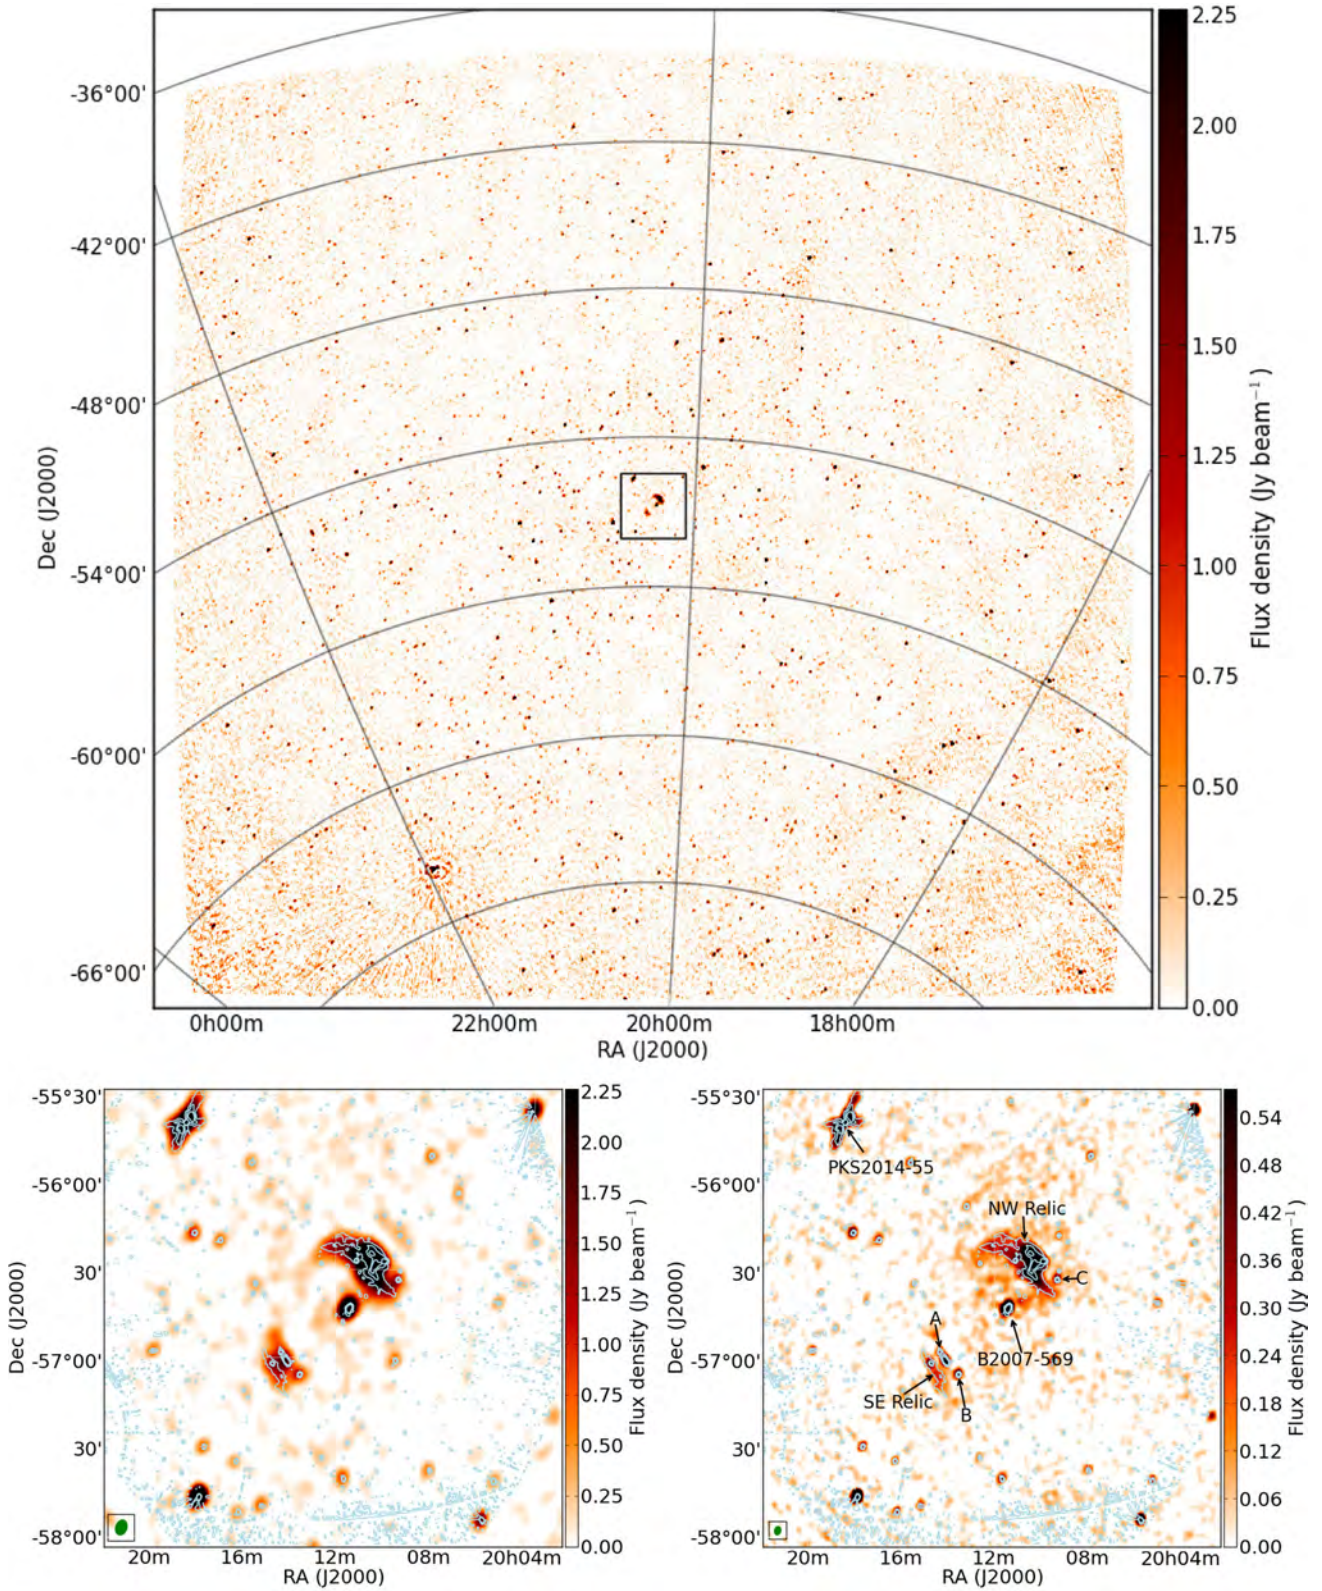 -36°00'
-42°00'
-48°00'
-54°00'
-60°00'
-66°00'
Dec (J2000)
0h00m
22h00m
20h00m
18h00m
RA (J2000)
2.25
2.00
1.75
1.50
1.25
1.00
0.75
0.50
0.25
0.00
Flux density (Jy beam⁻¹ )
-55°30'
-56°00'
30'
-57°00'
30'
-58°00'
Dec (J2000)
20m
16m
12m
08m
20h04m
RA (J2000)
2.25
2.00
1.75
1.50
1.25
1.00
0.75
0.50
0.25
0.00
Flux density (Jy beam⁻¹ )
-55°30'
-56°00'
30'
-57°00'
30'
-58°00'
Dec (J2000)
PKS2014-55
NW Relic
C
A
B2007-569
SE Relic
B
20m
16m
12m
08m
20h04m
RA (J2000)
0.54
0.48
0.42
0.36
0.30
0.24
0.18
0.12
0.06
0.00
Flux density (Jy beam⁻¹ )